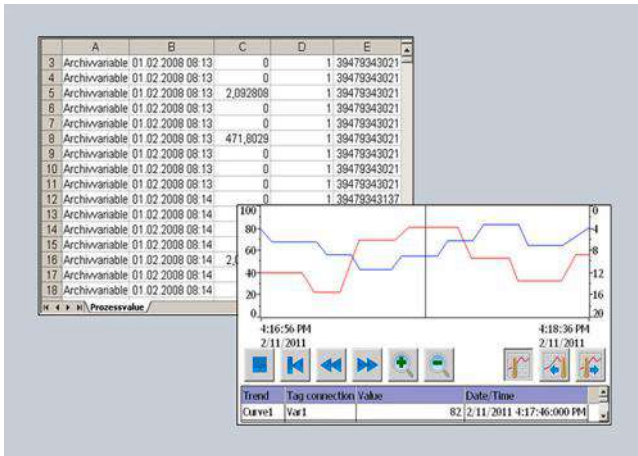 A B C D E
3 Archivvariable 01.02.2008 08:13 0 1 39479343021
4 Archivvariable 01.02.2008 08:13 0 1 39479343021
5 Archivvariable 01.02.2008 08:13 2,092808 1 39479343021
6 Archivvariable 01.02.2008 08:13 0 1 39479343021
7 Archivvariable 01.02.2008 08:13 0 1 39479343021
8 Archivvariable 01.02.2008 08:13 471,8029 1 39479343021
9 Archivvariable 01.02.2008 08:13 0 1 39479343021
10 Archivvariable 01.02.2008 08:13 0 1 39479343021
11 Archivvariable 01.02.2008 08:13 0 1 39479343021
12 Archivvariable 01.02.2008 08:14 0 1 39479343137
13 Archivvariable 01.02.2008 08:14
14 Archivvariable 01.02.2008 08:14
15 Archivvariable 01.02.2008 08:14
16 Archivvariable 01.02.2008 08:14
17 Archivvariable 01.02.2008 08:14
18 Archivvariable 01.02.2008 08:14
Prozessvalue
100 0
80 4
60 8
40 12
20 16
0 20
4:16:56 PM 4:18:36 PM
2/11/2011 2/11/2011
Trend Tag connection Value Date/Time
Curve1 Var1 82 2/11/2011 4:17:46:000 PM